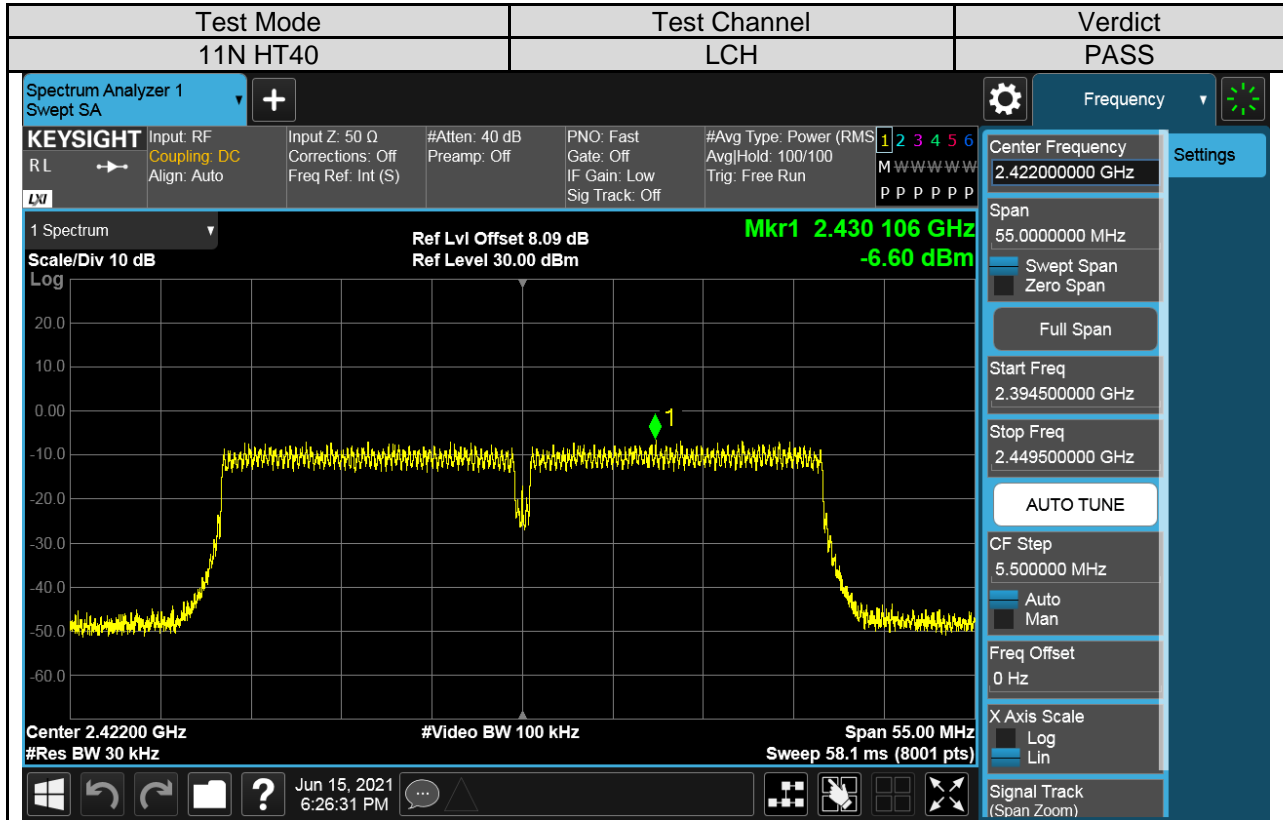 Test Mode Test Channel Verdict
11N HT40 LCH PASS
Spectrum Analyzer 1
Swept SA
+
Frequency
KEYSIGHT
R L
LXI
Input: RF
Coupling: DC
Align: Auto
Input Z: 50 Ω
Corrections: Off
Freq Ref: Int (S)
#Atten: 40 dB
Preamp: Off
PNO: Fast
Gate: Off
IF Gain: Low
Sig Track: Off
#Avg Type: Power (RMS
Avg|Hold: 100/100
Trig: Free Run
1 2 3 4 5 6
M W W W W W
P P P P P P
1 Spectrum
Scale/Div 10 dB
Log
Ref Lvl Offset 8.09 dB
Ref Level 30.00 dBm
Mkr1 2.430 106 GHz
-6.60 dBm
20.0
10.0
0.00
-10.0
-20.0
-30.0
-40.0
-50.0
-60.0
1
Center 2.42200 GHz
#Res BW 30 kHz
#Video BW 100 kHz
Span 55.00 MHz
Sweep 58.1 ms (8001 pts)
Center Frequency
2.422000000 GHz
Settings
Span
55.0000000 MHz
Swept Span
Zero Span
Full Span
Start Freq
2.394500000 GHz
Stop Freq
2.449500000 GHz
AUTO TUNE
CF Step
5.500000 MHz
Auto
Man
Freq Offset
0 Hz
X Axis Scale
Log
Lin
Signal Track
(Span Zoom)
?
Jun 15, 2021
6:26:31 PM